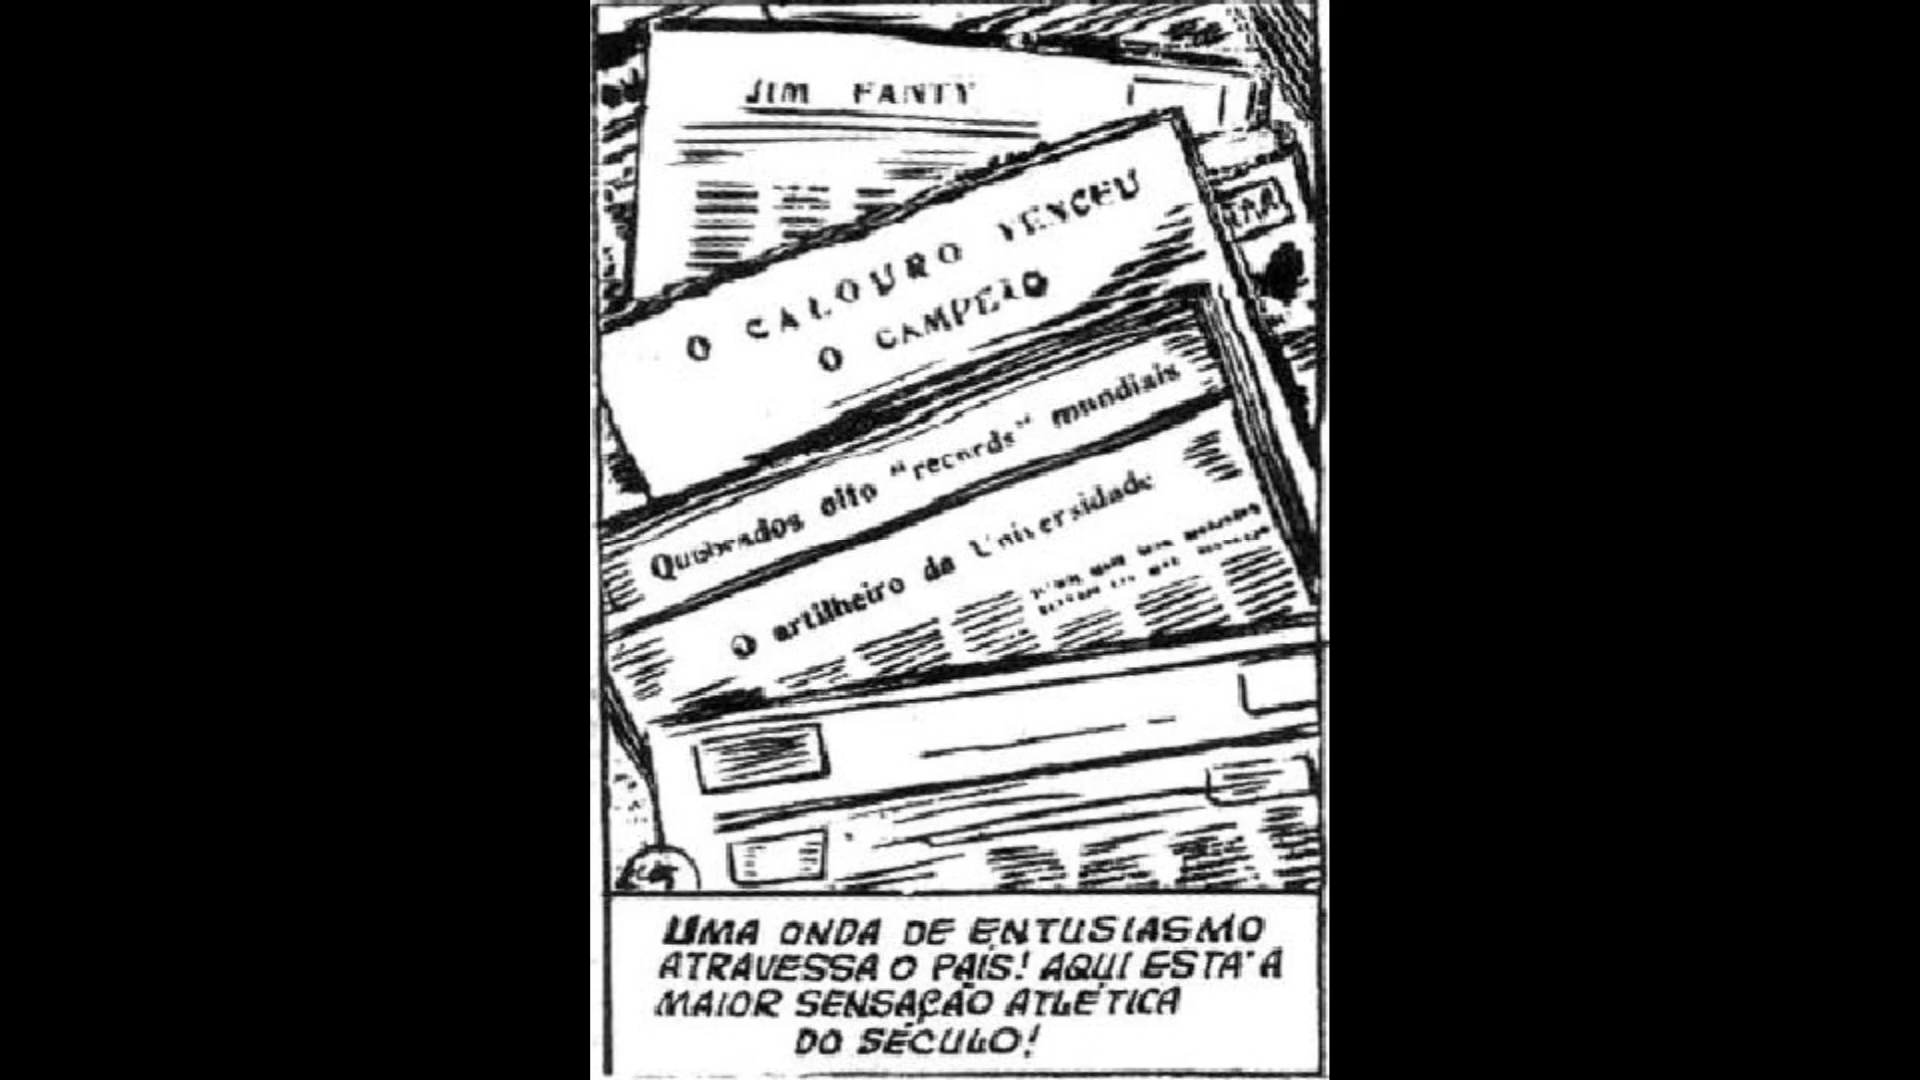 JIM FANTY
O CALOURO VENCEU
O CAMPEÃO
Quebrados oito "records" mundiais
O artilheiro da Universidade
UMA ONDA DE ENTUSIASMO
ATRAVESSA O PAÍS! AQUI ESTÁ A
MAIOR SENSAÇÃO ATLÉTICA
DO SÉCULO!